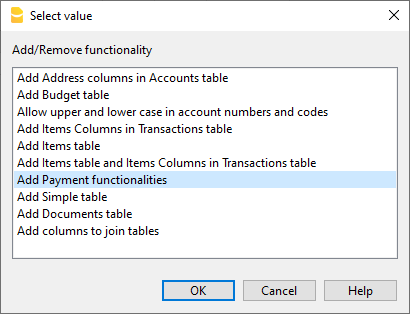 Select value
Add/Remove functionality
Add Address columns in Accounts table
Add Budget table
Allow upper and lower case in account numbers and codes
Add Items Columns in Transactions table
Add Items table
Add Items table and Items Columns in Transactions table
Add Payment functionalities
Add Simple table
Add Documents table
Add columns to join tables
OK Cancel Help